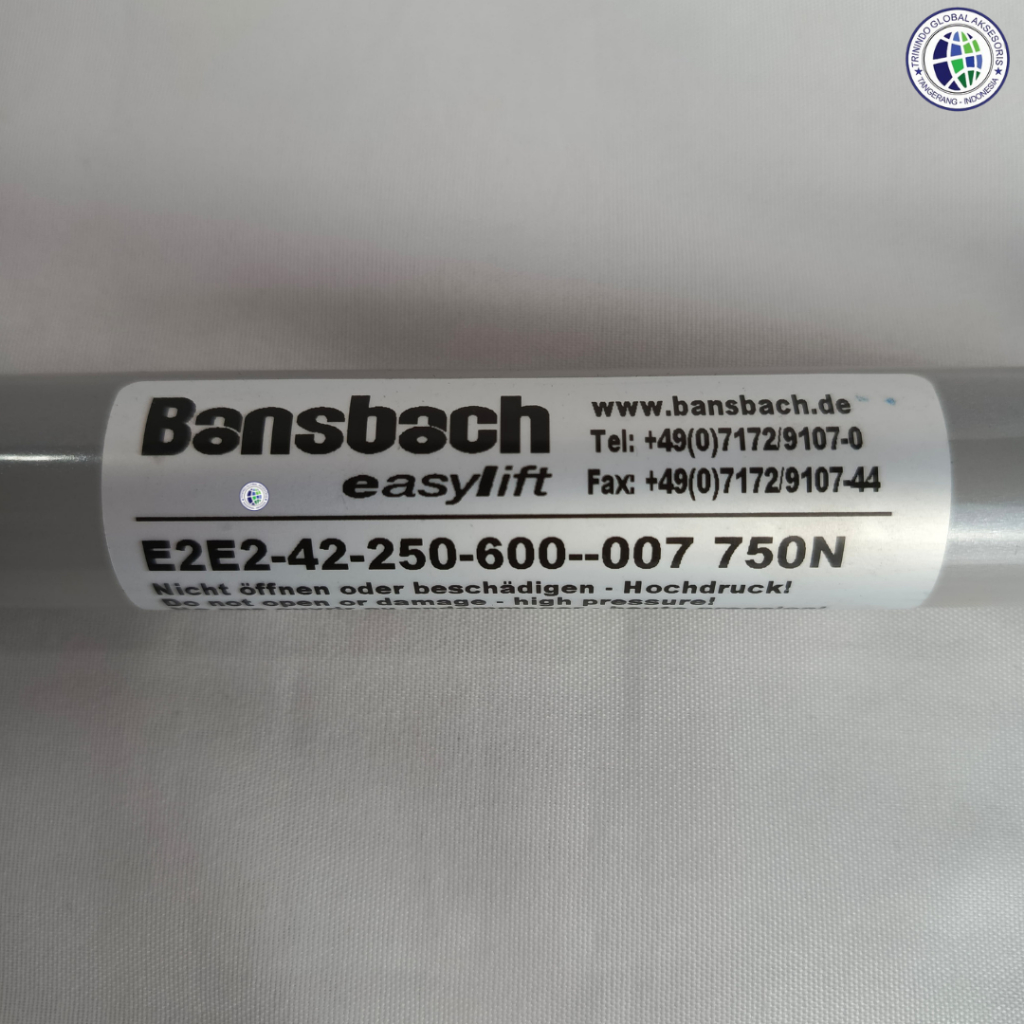 TRININDO GLOBAL AKSESORIS
TANGERANG - INDONESIA
Bansbach
easylift
www.bansbach.de
Tel: +49(0)7172/9107-0
Fax: +49(0)7172/9107-44
E2E2-42-250-600--007 750N
Nicht öffnen oder beschädigen - Hochdruck!
Do not open or damage - high pressure!